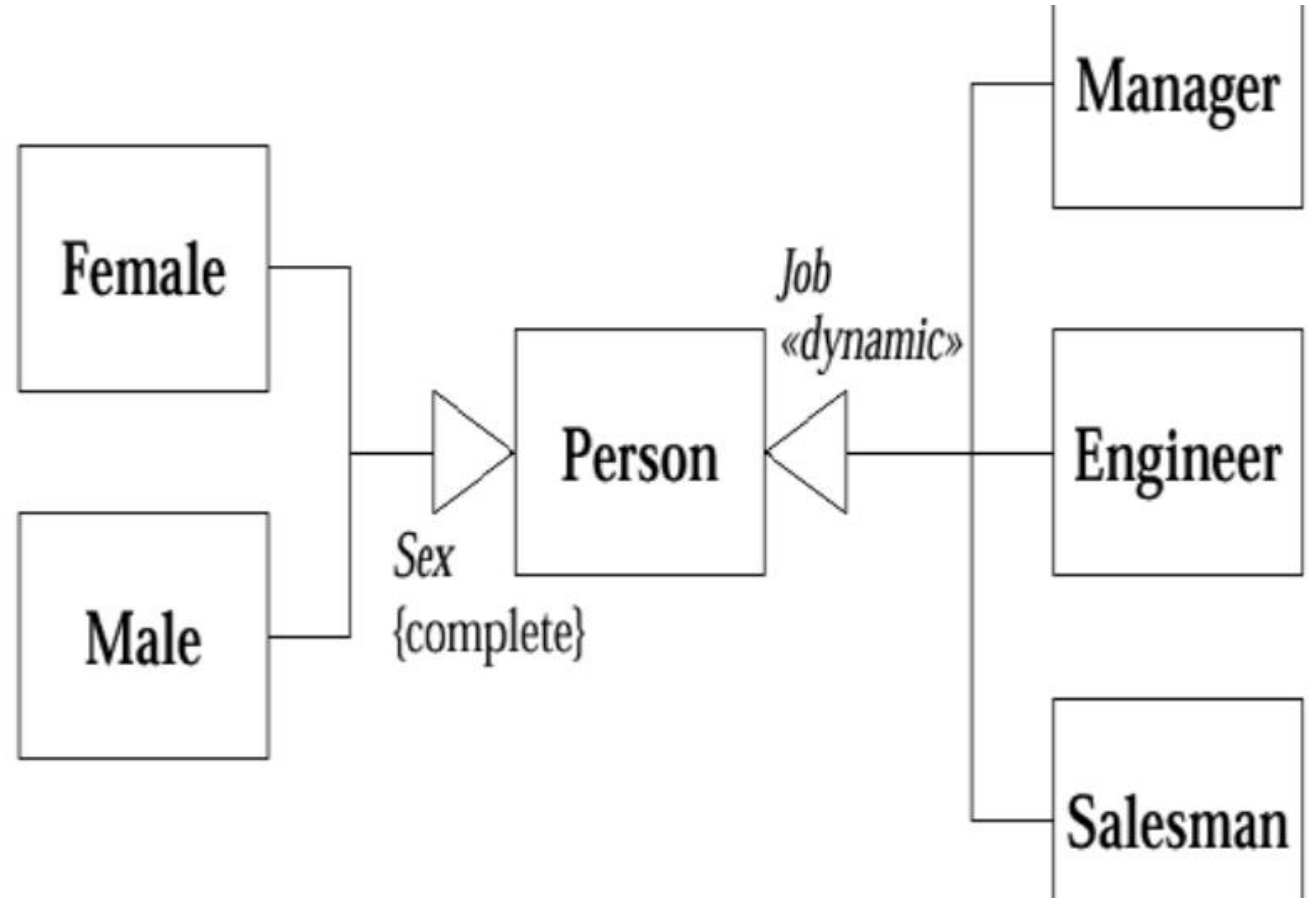 Manager
Female
Job
«dynamic»
Person
Engineer
Sex
{complete}
Male
Salesman